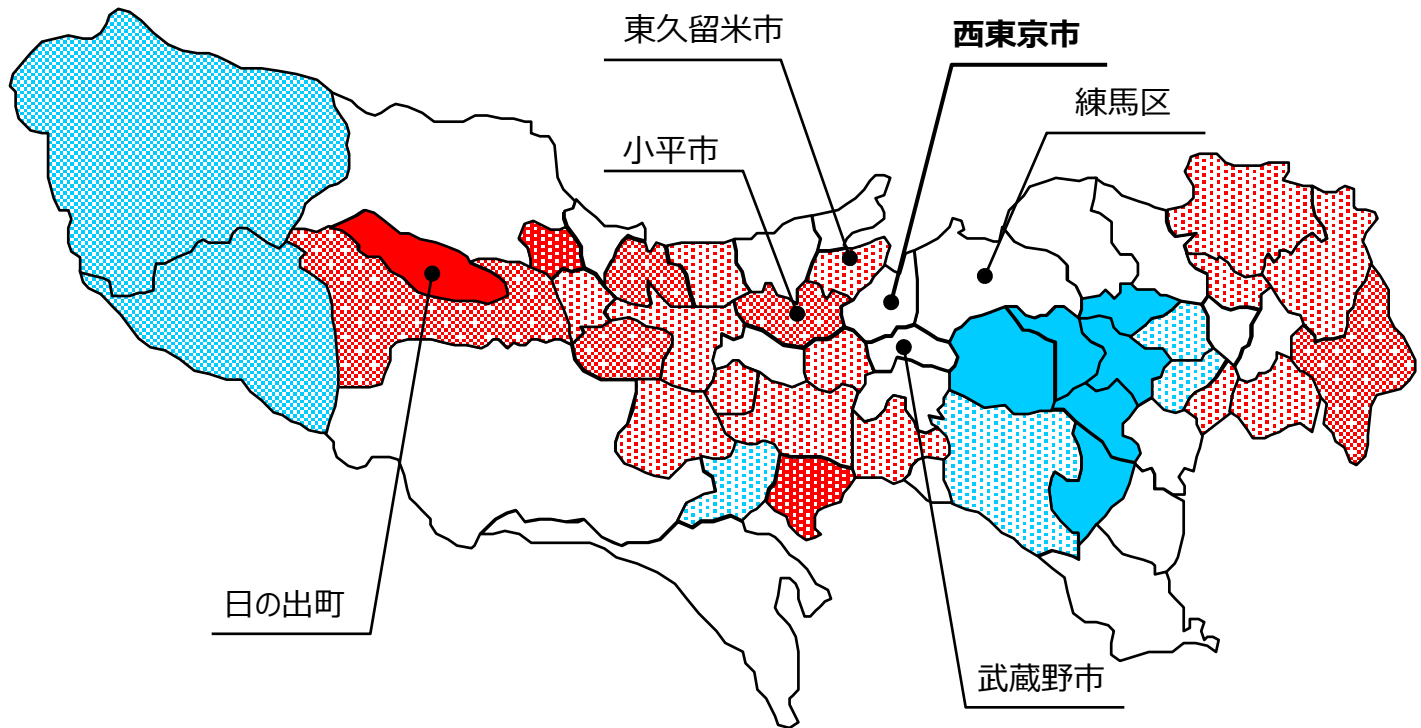 東久留米市
西東京市
練馬区
小平市
日の出町
武蔵野市